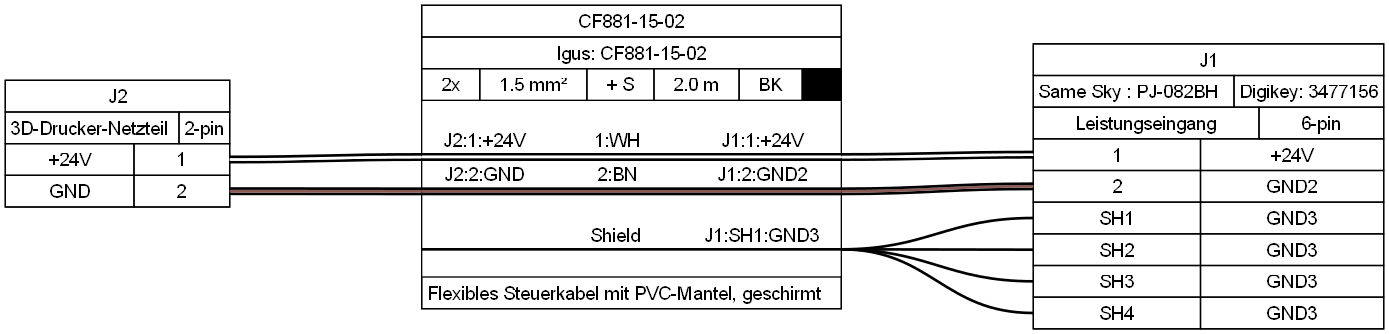 J2
3D-Drucker-Netzteil 2-pin
+24V 1
GND 2
CF881-15-02
Igus: CF881-15-02
2x 1.5 mm² + S 2.0 m BK
J2:1:+24V 1:WH J1:1:+24V
J2:2:GND 2:BN J1:2:GND2
Shield J1:SH1:GND3
Flexibles Steuerkabel mit PVC-Mantel, geschirmt
J1
Same Sky : PJ-082BH Digikey: 3477156
Leistungseingang 6-pin
1 +24V
2 GND2
SH1 GND3
SH2 GND3
SH3 GND3
SH4 GND3